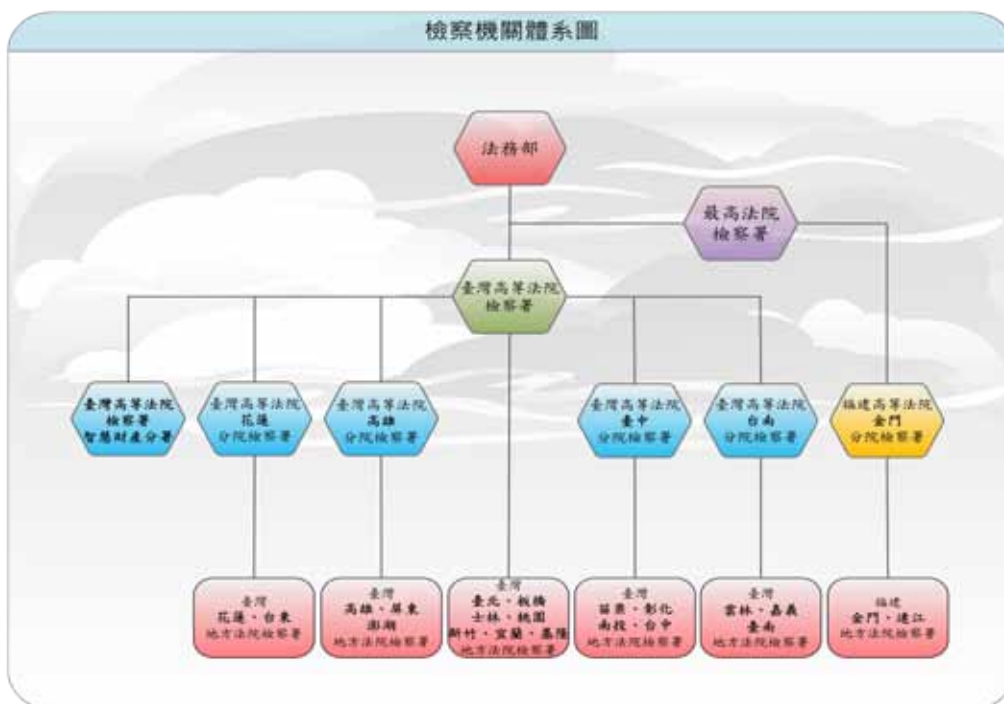 檢察機關體系圖
法務部
最高法院
檢察署
臺灣高等法院
檢察署
臺灣高等法院
檢察署
智慧財產分署
臺灣高等法院
花蓮
分院檢察署
臺灣高等法院
高雄
分院檢察署
臺灣高等法院
臺中
分院檢察署
臺灣高等法院
台南
分院檢察署
福建高等法院
金門
分院檢察署
臺灣
花蓮、台東
地方法院檢察署
臺灣
高雄、屏東
澎湖
地方法院檢察署
臺灣
臺北、板橋
士林、桃園
新竹、宜蘭、基隆
地方法院檢察署
臺灣
苗栗、彰化
南投、台中
地方法院檢察署
臺灣
雲林、嘉義
臺南
地方法院檢察署
福建
金門、連江
地方法院檢察署